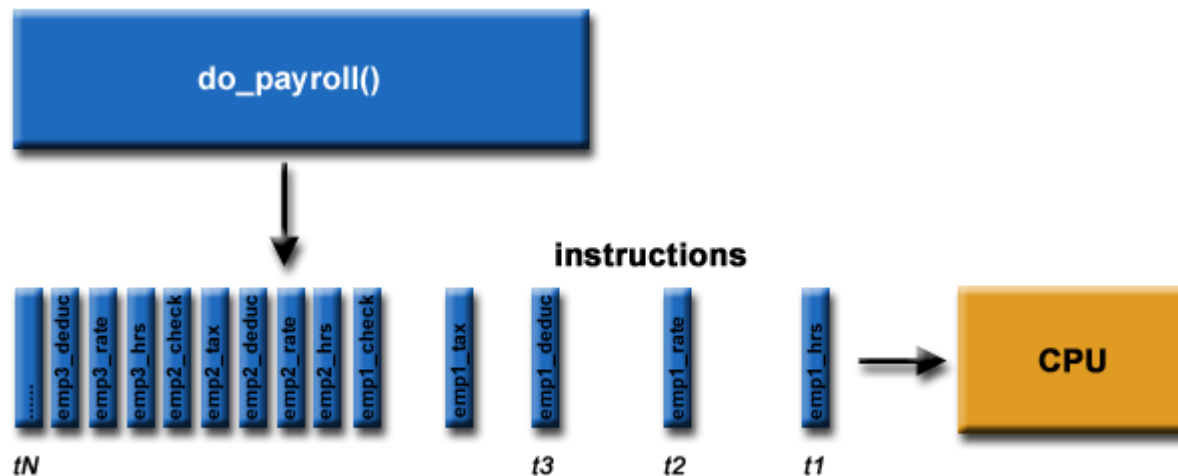 do_payroll()
instructions
......
emp3_deduc
emp3_rate
emp3_hrs
emp2_check
emp2_tax
emp2_deduc
emp2_rate
emp2_hrs
emp1_check
emp1_tax
emp1_deduc
emp1_rate
emp1_hrs
CPU
tN
t3
t2
t1